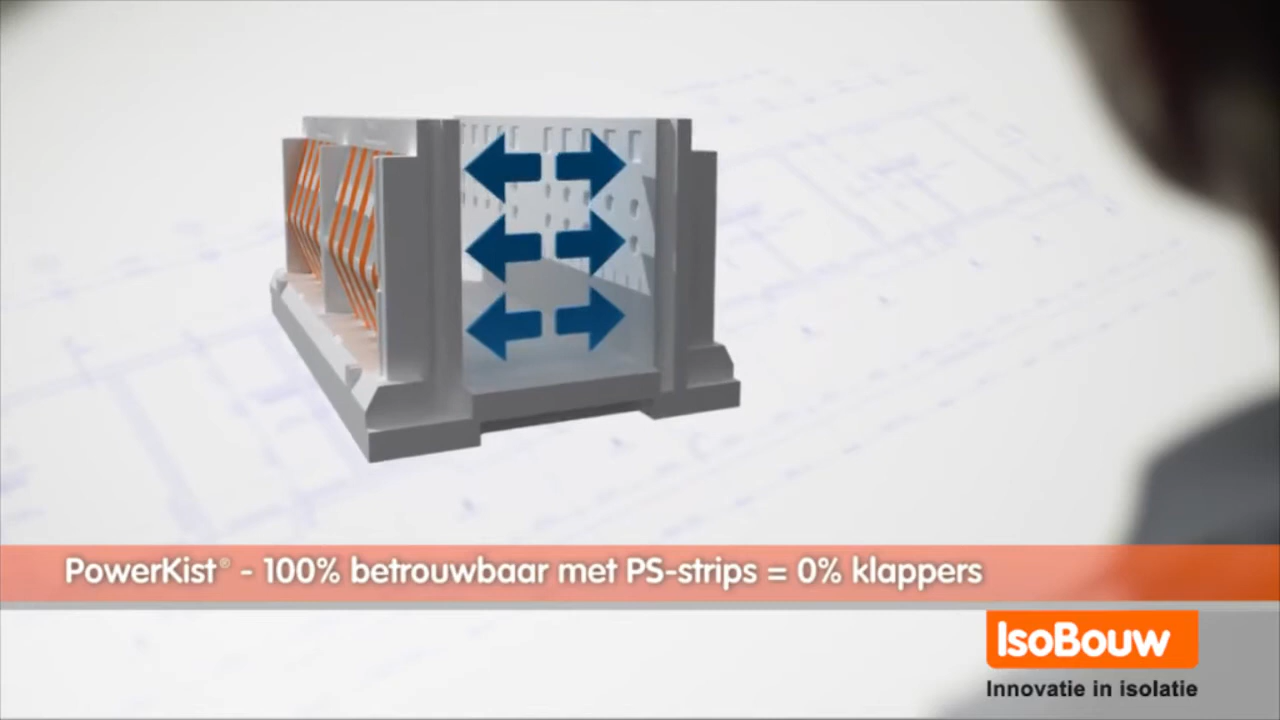 PowerKist® - 100% betrouwbaar met PS-strips = 0% klappers
IsoBouw
Innovatie in isolatie